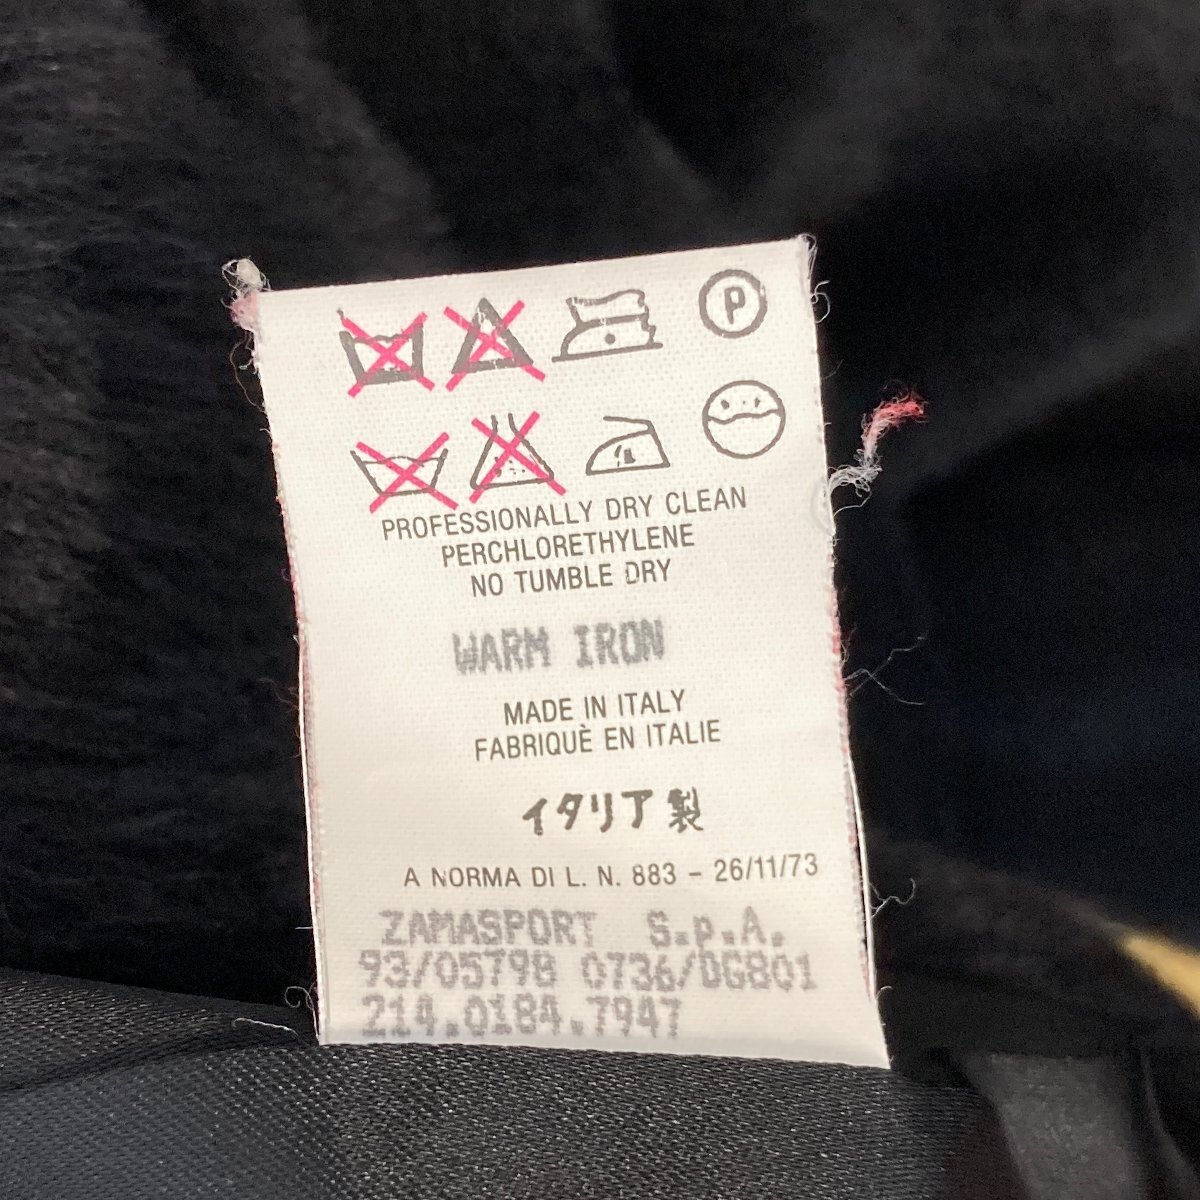 P
PROFESSIONALLY DRY CLEAN
PERCHLORETHYLENE
NO TUMBLE DRY
WARM IRON
MADE IN ITALY
FABRIQUÈ EN ITALIE
イタリア製
A NORMA DI L. N. 883 - 26/11/73
ZAMASPORT S.p.A.
93/05798 0736/DG801
214.0184.7947